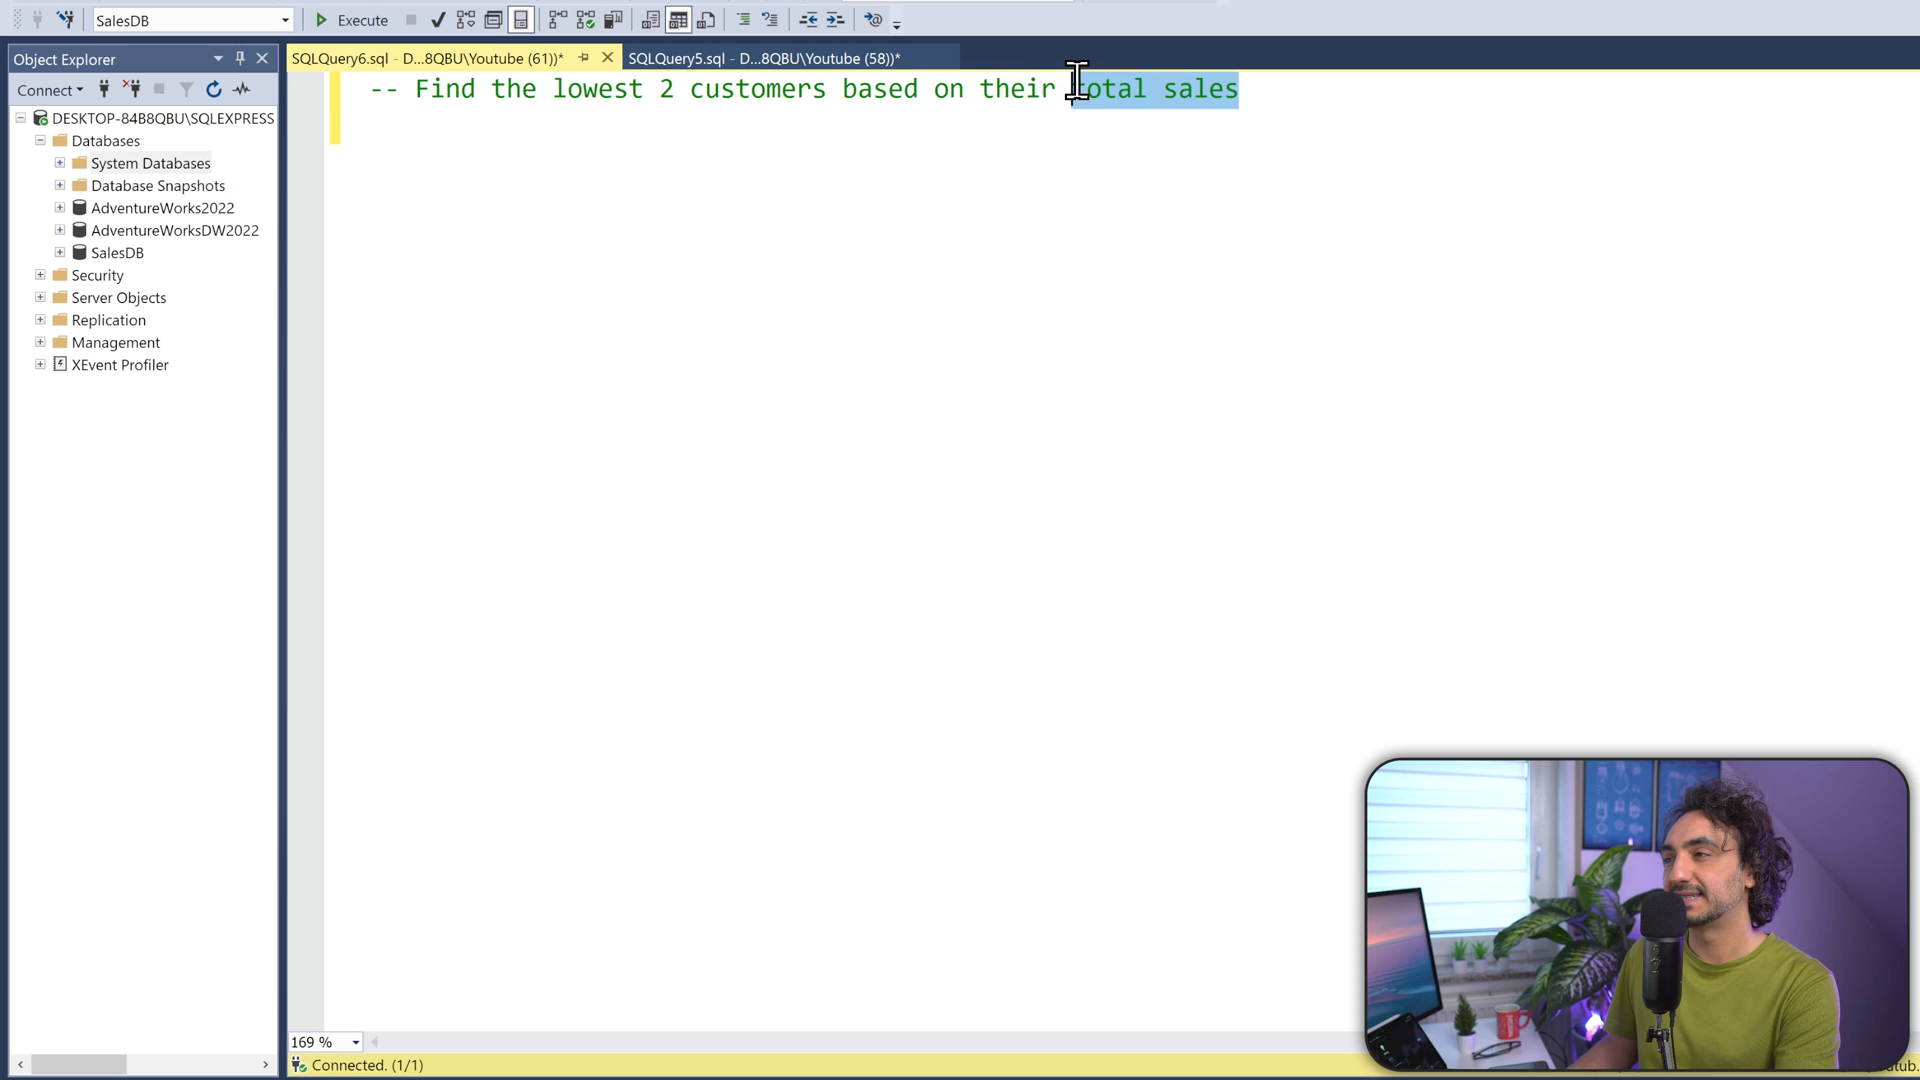 SalesDB
Execute
Object Explorer
SQLQuery6.sql - D...8QBU\Youtube (61))*
SQLQuery5.sql - D...8QBU\Youtube (58))*
Connect
-- Find the lowest 2 customers based on their total sales
DESKTOP-84B8QBU\SQLEXPRESS
Databases
System Databases
Database Snapshots
AdventureWorks2022
AdventureWorksDW2022
SalesDB
Security
Server Objects
Replication
Management
XEvent Profiler
169 %
Connected. (1/1)